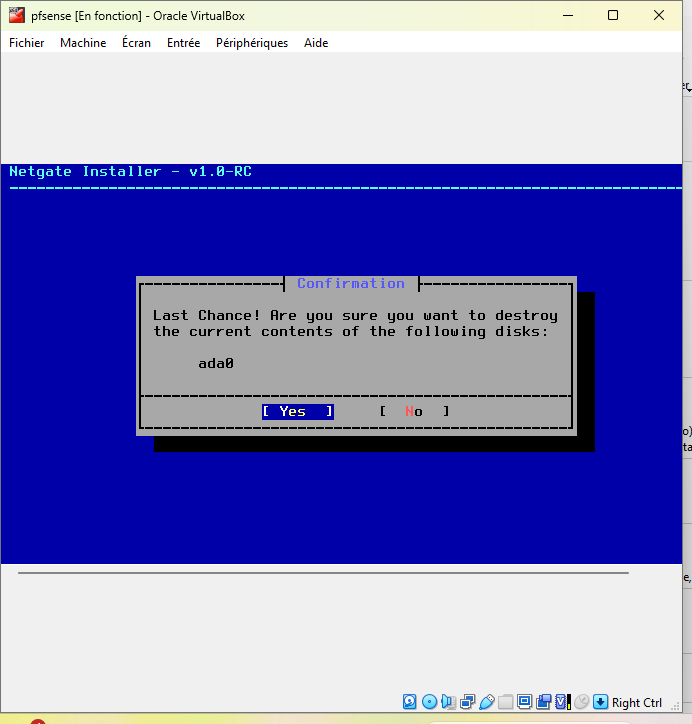 pfsense [En fonction] - Oracle VirtualBox
Fichier Machine Écran Entrée Périphériques Aide
Netgate Installer - v1.0-RC
Confirmation
Last Chance! Are you sure you want to destroy
the current contents of the following disks:
ada0
[ Yes ] [ No ]
Right Ctrl